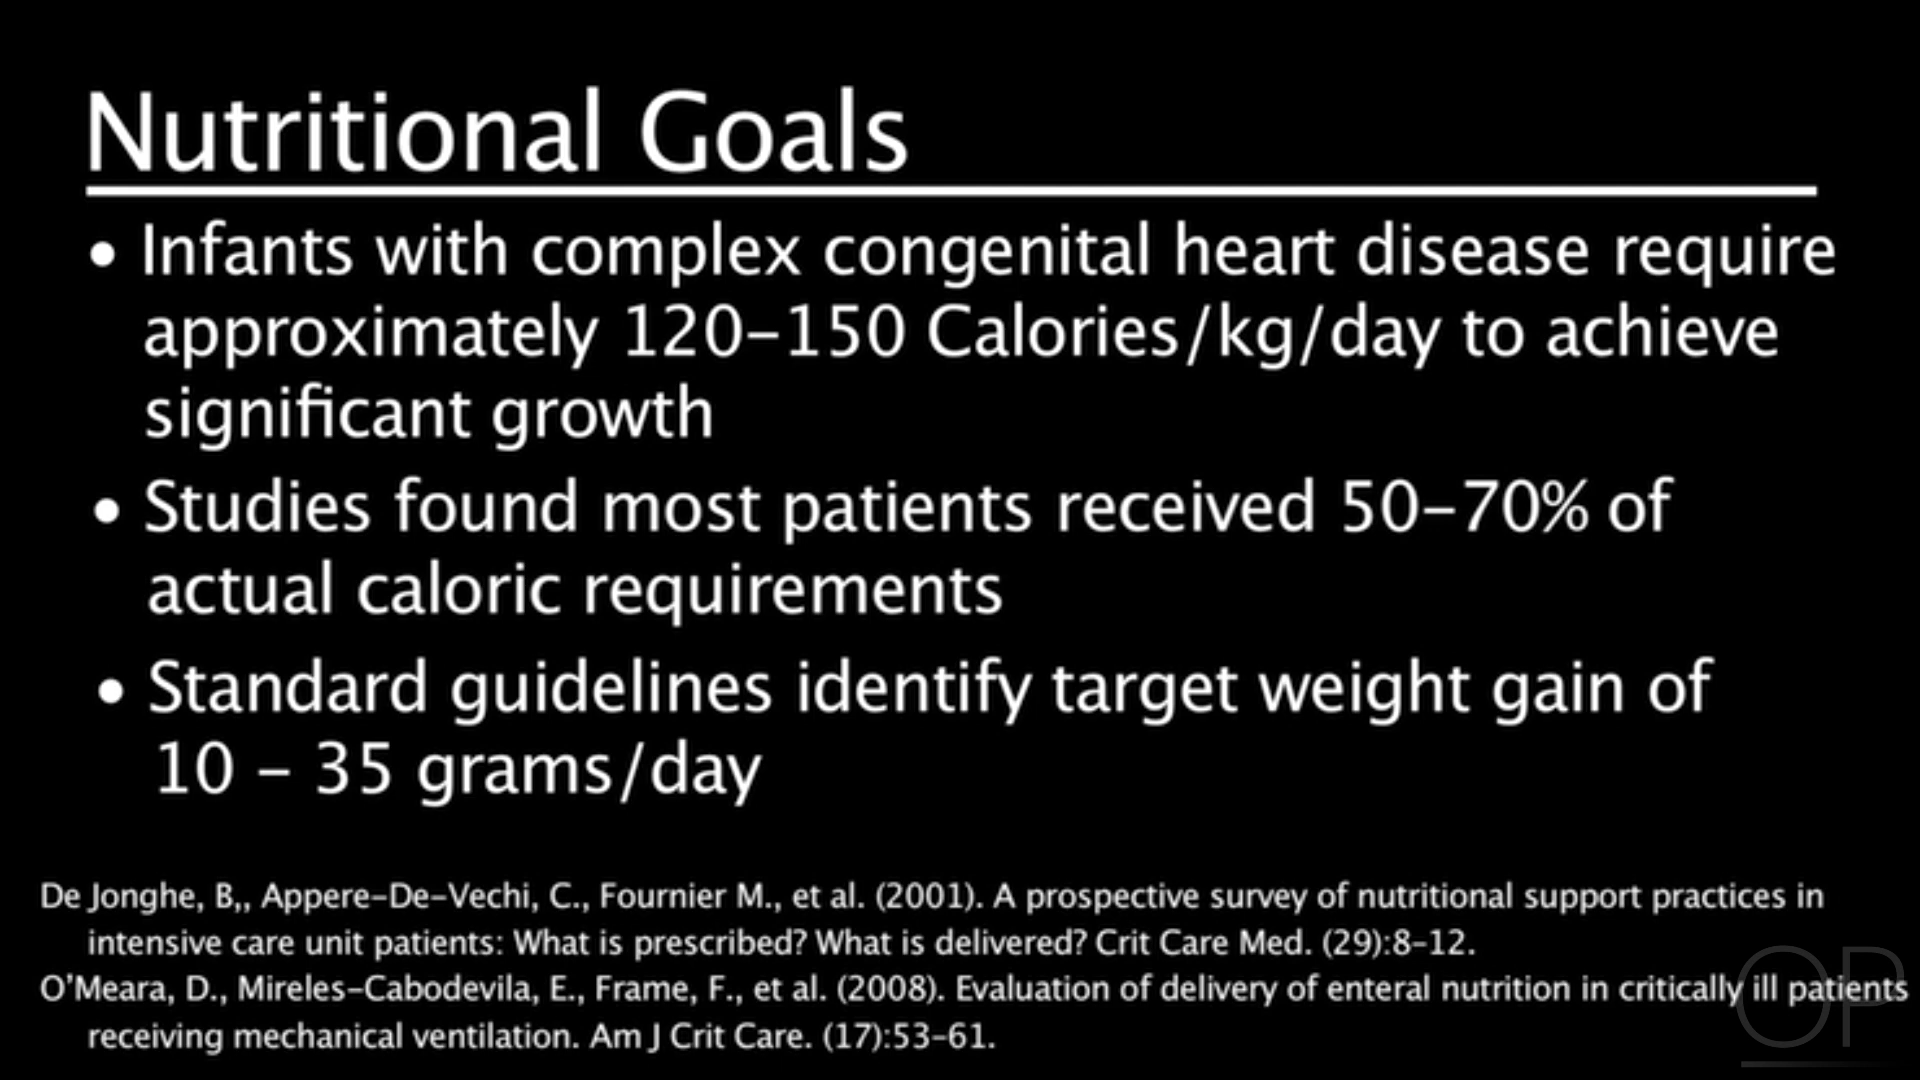 Nutritional Goals
• Infants with complex congenital heart disease require
approximately 120-150 Calories/kg/day to achieve
significant growth
• Studies found most patients received 50-70% of
actual caloric requirements
• Standard guidelines identify target weight gain of
10 - 35 grams/day
De Jonghe, B,, Appere-De-Vechi, C., Fournier M., et al. (2001). A prospective survey of nutritional support practices in
intensive care unit patients: What is prescribed? What is delivered? Crit Care Med. (29):8-12.
O'Meara, D., Mireles-Cabodevila, E., Frame, F., et al. (2008). Evaluation of delivery of enteral nutrition in critically ill patients
receiving mechanical ventilation. Am J Crit Care. (17):53-61.
OP